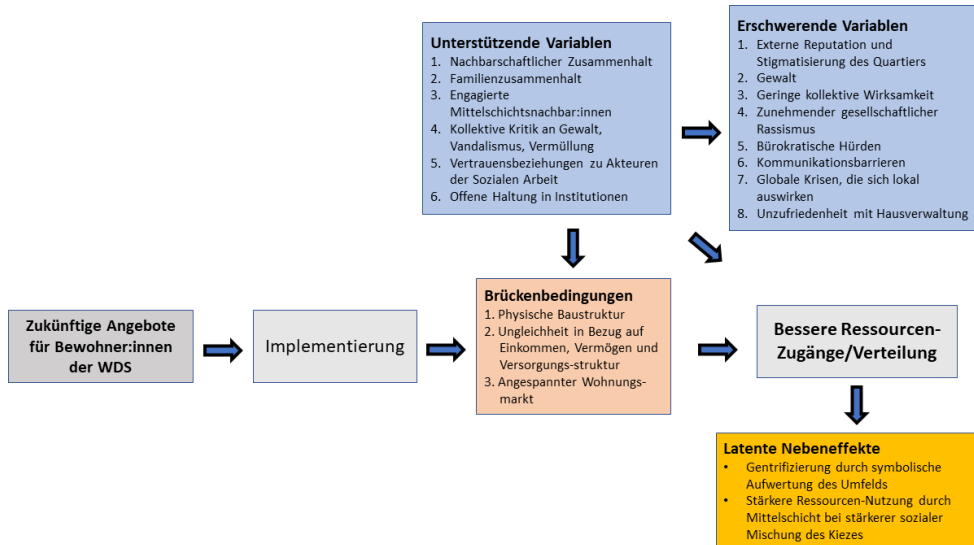 Unterstützende Variablen
1. Nachbarschaftlicher Zusammenhalt
2. Familienzusammenhalt
3. Engagierte
Mittelschichtsnachbar:innen
4. Kollektive Kritik an Gewalt,
Vandalismus, Vermüllung
5. Vertrauensbeziehungen zu Akteuren
der Sozialen Arbeit
6. Offene Haltung in Institutionen
Erschwerende Variablen
1. Externe Reputation und
Stigmatisierung des Quartiers
2. Gewalt
3. Geringe kollektive Wirksamkeit
4. Zunehmender gesellschaftlicher
Rassismus
5. Bürokratische Hürden
6. Kommunikationsbarrieren
7. Globale Krisen, die sich lokal
auswirken
8. Unzufriedenheit mit Hausverwaltung
Zukünftige Angebote
für Bewohner:innen
der WDS
Implementierung
Brückenbedingungen
1. Physische Baustruktur
2. Ungleichheit in Bezug auf
Einkommen, Vermögen und
Versorgungs-struktur
3. Angespannter Wohnungs-
markt
Bessere Ressourcen-
Zugänge/Verteilung
Latente Nebeneffekte
• Gentrifizierung durch symbolische
Aufwertung des Umfelds
• Stärkere Ressourcen-Nutzung durch
Mittelschicht bei stärkerer sozialer
Mischung des Kiezes